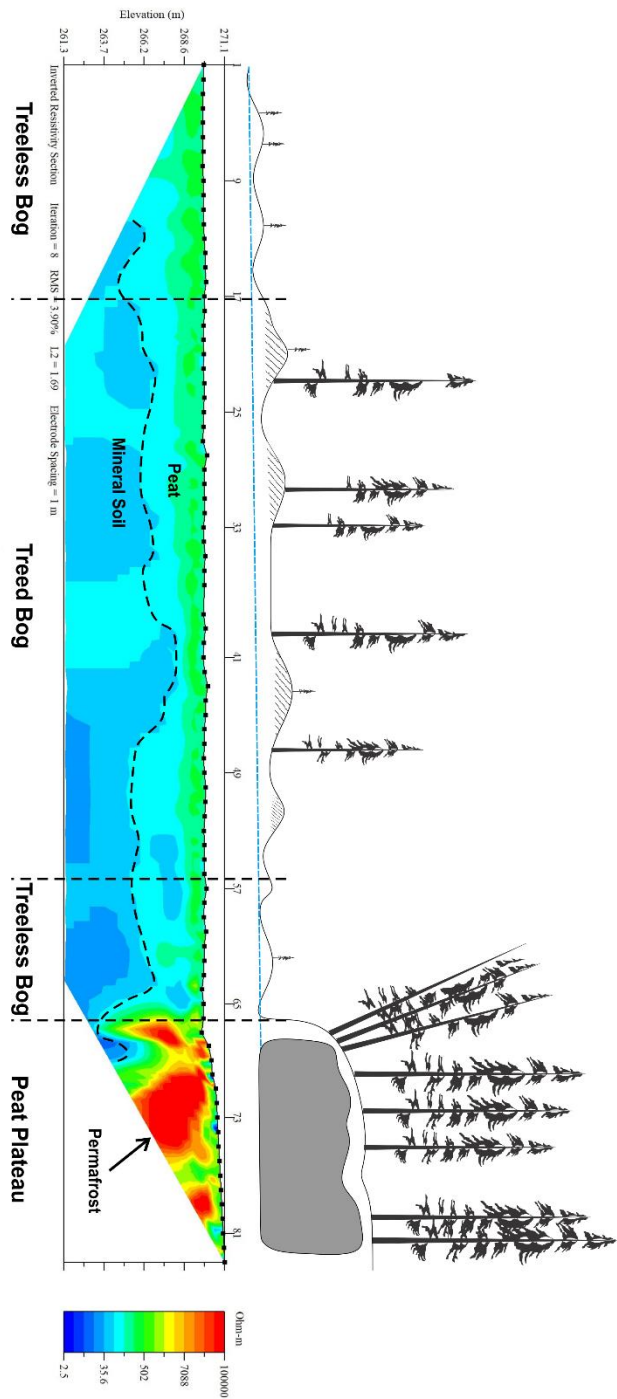 Elevation (m)
271.1
268.6
266.2
263.7
261.3
1
9
17
25
33
41
49
57
65
73
81
Peat
Mineral Soil
Permafrost
Inverted Resistivity Section Iteration = 8 RMS = 3.90% L2 = 1.69 Electrode Spacing = 1 m
Treeless Bog
Treed Bog
Treeless Bog
Peat Plateau
Ohm-m
100000
7088
502
35.6
2.5